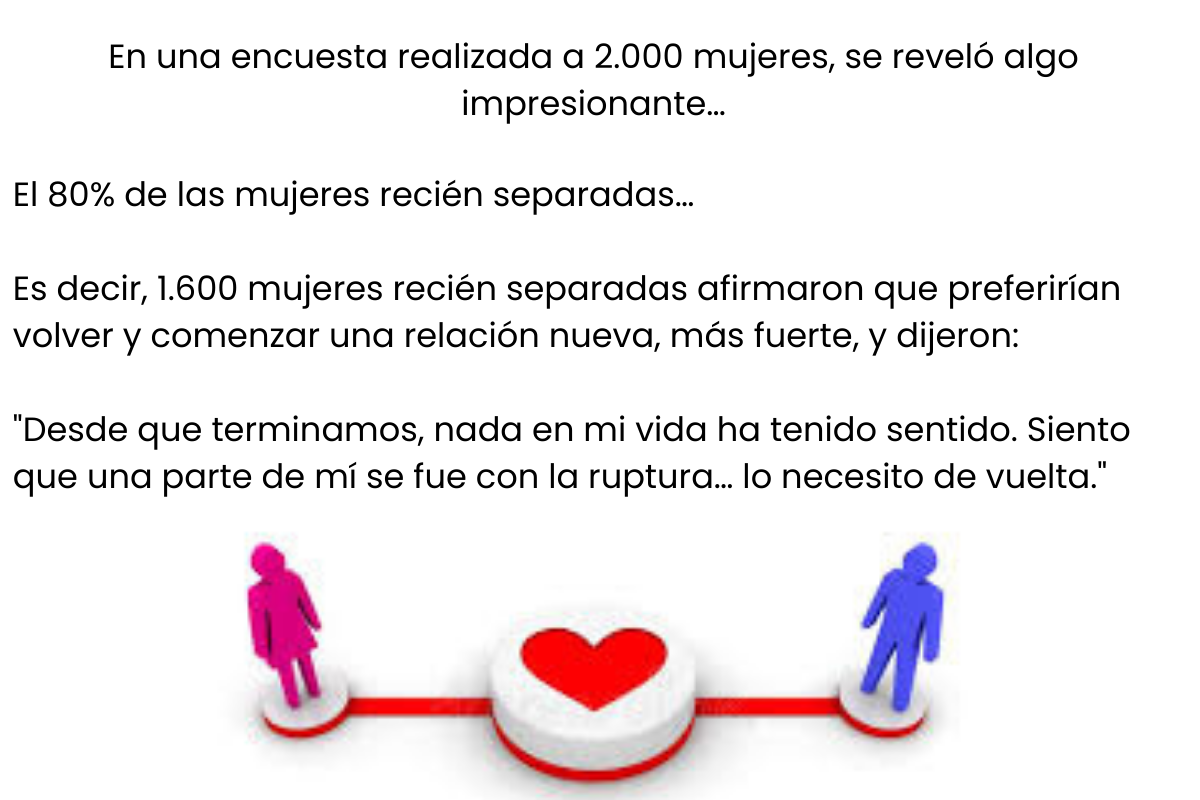 En una encuesta realizada a 2.000 mujeres, se reveló algo
impresionante...
El 80% de las mujeres recién separadas...
Es decir, 1.600 mujeres recién separadas afirmaron que preferirían
volver y comenzar una relación nueva, más fuerte, y dijeron:
"Desde que terminamos, nada en mi vida ha tenido sentido. Siento
que una parte de mí se fue con la ruptura... lo necesito de vuelta."